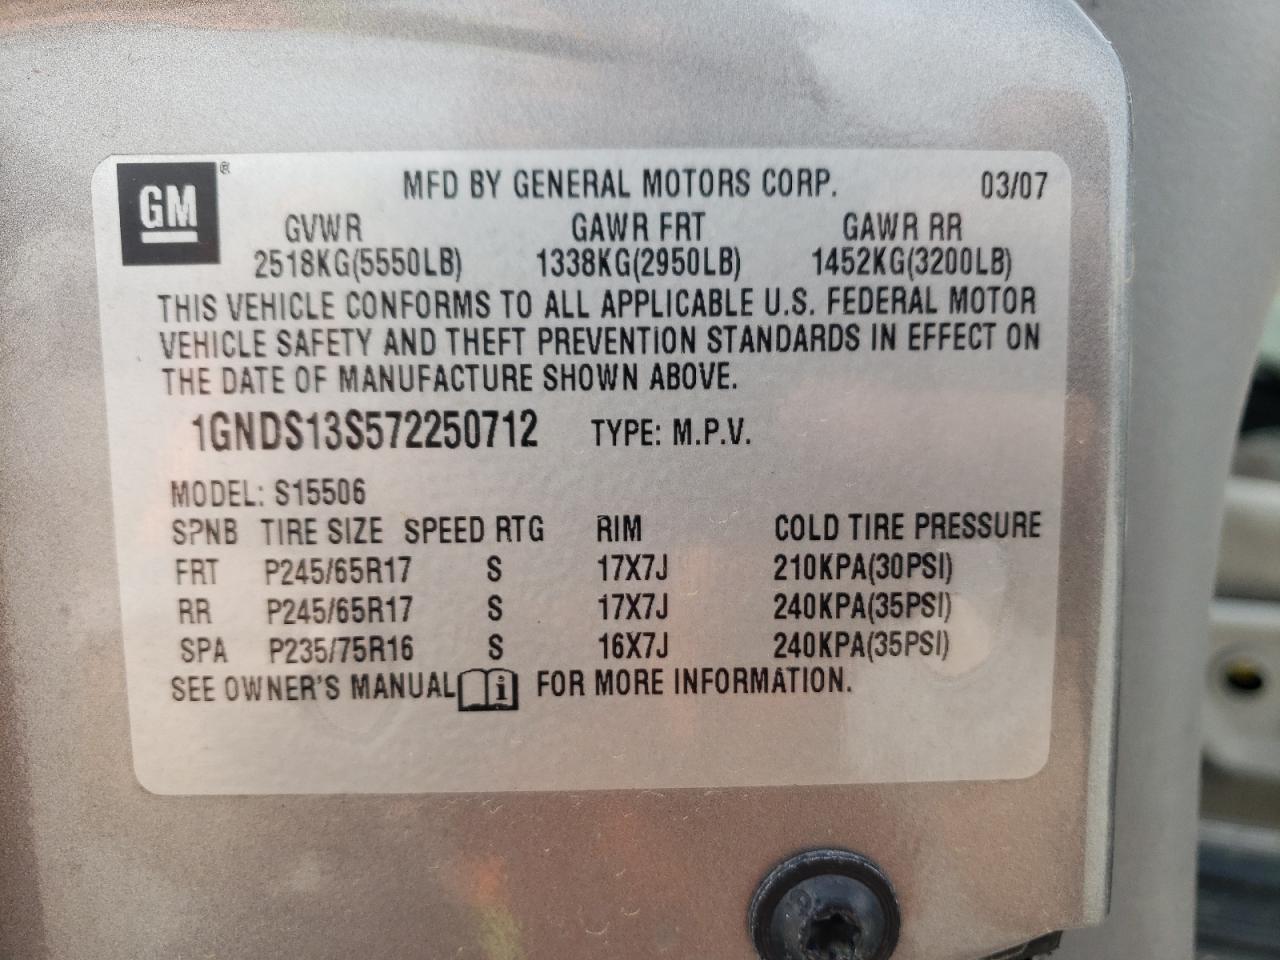 GM®
MFD BY GENERAL MOTORS CORP. 03/07
GVWR GAWR FRT GAWR RR
2518KG(5550LB) 1338KG(2950LB) 1452KG(3200LB)
THIS VEHICLE CONFORMS TO ALL APPLICABLE U.S. FEDERAL MOTOR
VEHICLE SAFETY AND THEFT PREVENTION STANDARDS IN EFFECT ON
THE DATE OF MANUFACTURE SHOWN ABOVE.
1GNDS13S572250712 TYPE: M.P.V.
MODEL: S15506
SPNB TIRE SIZE SPEED RTG RIM COLD TIRE PRESSURE
FRT P245/65R17 S 17X7J 210KPA(30PSI)
RR P245/65R17 S 17X7J 240KPA(35PSI)
SPA P235/75R16 S 16X7J 240KPA(35PSI)
SEE OWNER'S MANUAL i FOR MORE INFORMATION.